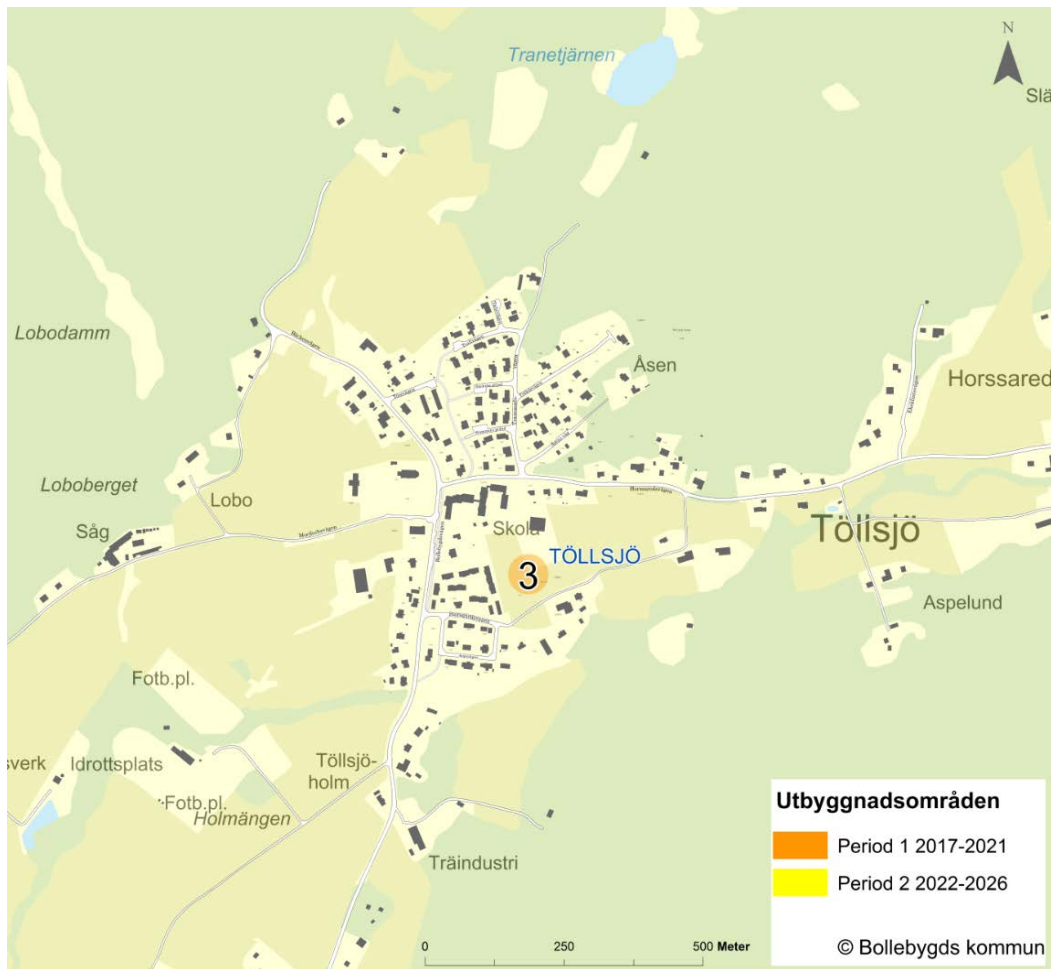 Tranetjärnen
N
Slä
Lobodamm
Åsen
Horssared
Loboberget
Lobo
Såg
Skola
Töllsjö
TÖLLSJÖ
3
Aspelund
Fotb.pl.
sverk
Idrottsplats
Töllsjö-
holm
Fotb.pl.
Holmängen
Träindustri
Utbyggnadsområden
Period 1 2017-2021
Period 2 2022-2026
0 250 500 Meter
© Bollebygds kommun